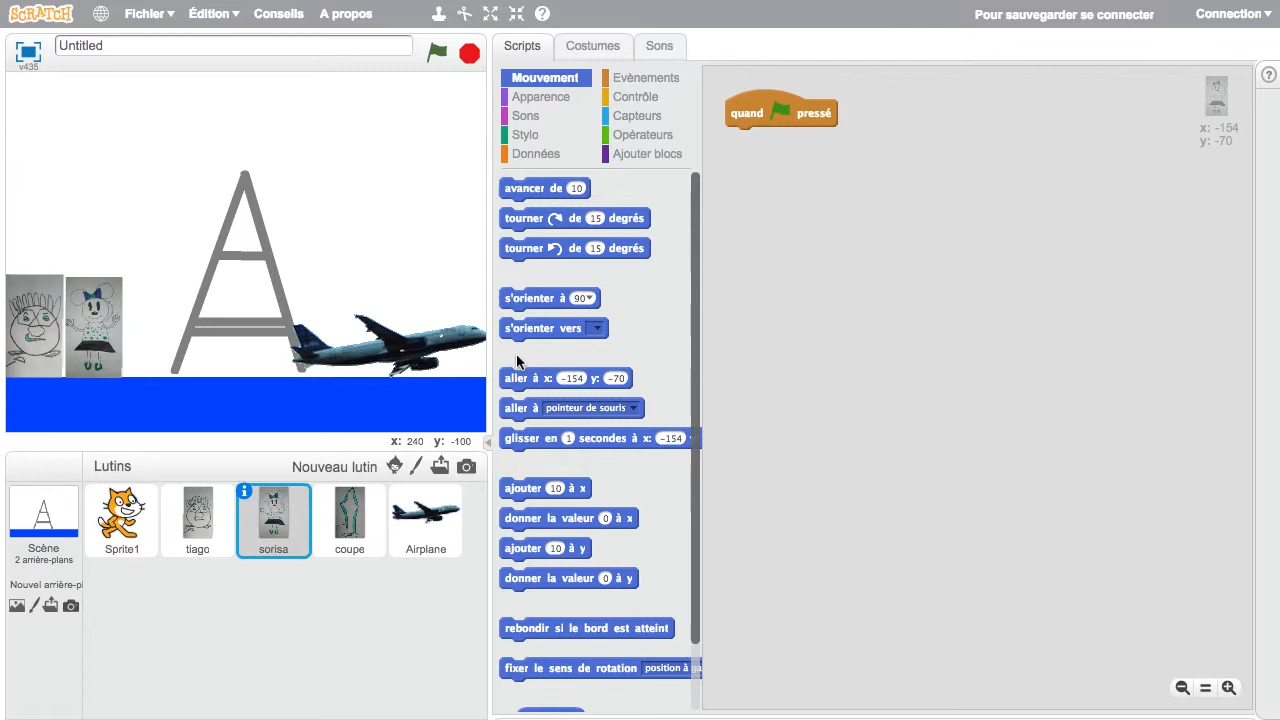 SCRATCH Fichier Édition Conseils A propos Pour sauvegarder se connecter Connection
v435 Untitled
Scripts Costumes Sons
Mouvement Evènements
Apparence Contrôle
Sons Capteurs
Stylo Opérateurs
Données Ajouter blocs
quand pressé
x: -154
y: -70
avancer de 10
tourner de 15 degrés
tourner de 15 degrés
s'orienter à 90
s'orienter vers
aller à x: -154 y: -70
aller à pointeur de souris
glisser en 1 secondes à x: -154
ajouter 10 à x
donner la valeur 0 à x
ajouter 10 à y
donner la valeur 0 à y
rebondir si le bord est atteint
fixer le sens de rotation position à ga
x: 240 y: -100
Lutins Nouveau lutin
Scène
2 arrière-plans
Nouvel arrière-pl
Sprite1 tiago sorisa coupe Airplane